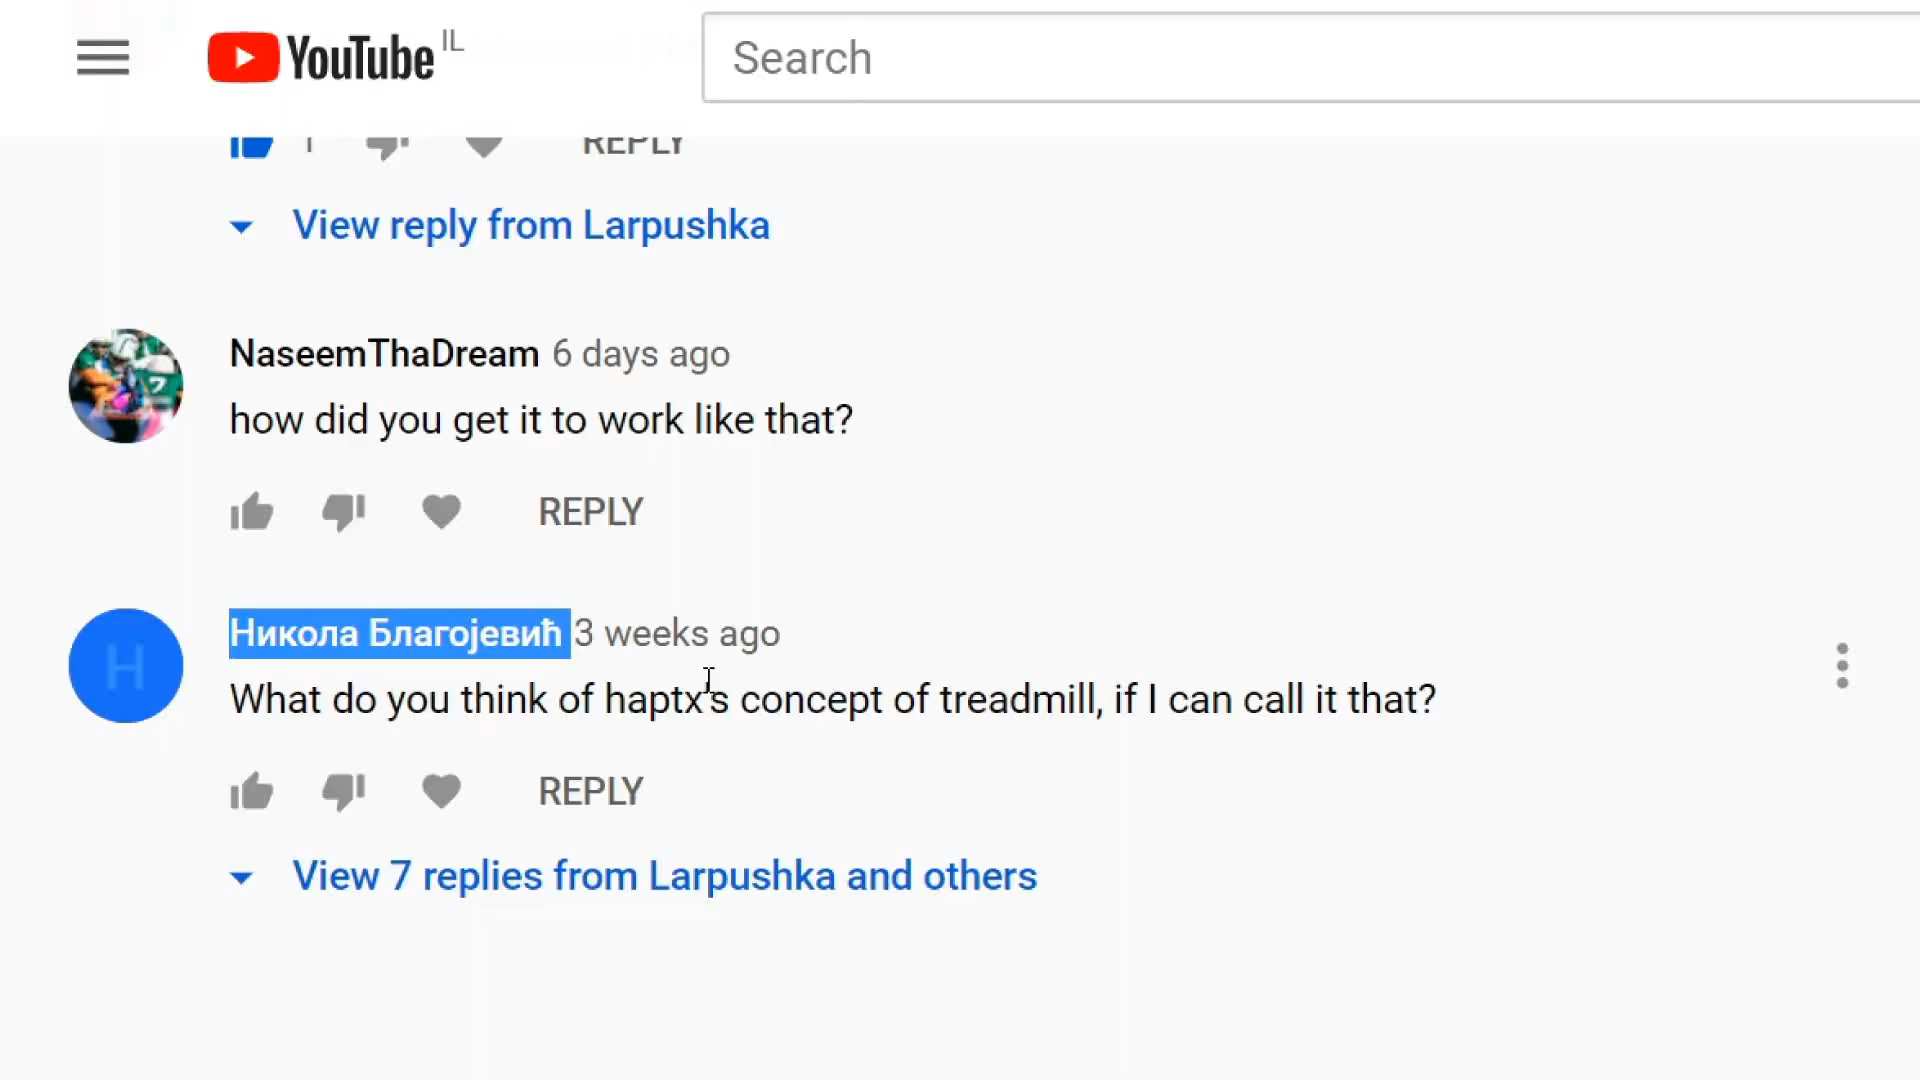 YouTube IL
Search
1 REPLY
View reply from Larpushka
NaseemThaDream 6 days ago
how did you get it to work like that?
REPLY
Н
Никола Благојевић 3 weeks ago
What do you think of haptx's concept of treadmill, if I can call it that?
REPLY
View 7 replies from Larpushka and others